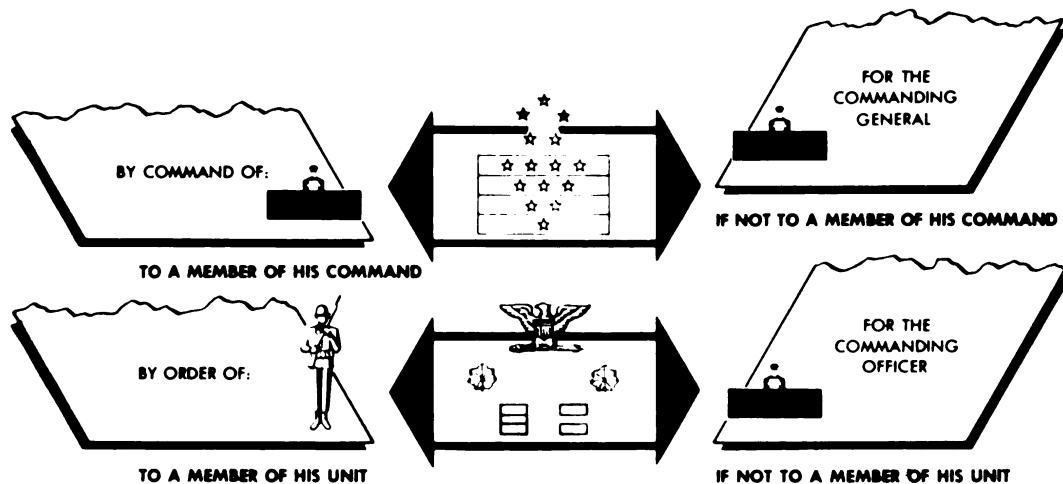 BY COMMAND OF:
TO A MEMBER OF HIS COMMAND
FOR THE
COMMANDING
GENERAL
IF NOT TO A MEMBER OF HIS COMMAND
BY ORDER OF:
TO A MEMBER OF HIS UNIT
FOR THE
COMMANDING
OFFICER
IF NOT TO A MEMBER OF HIS UNIT